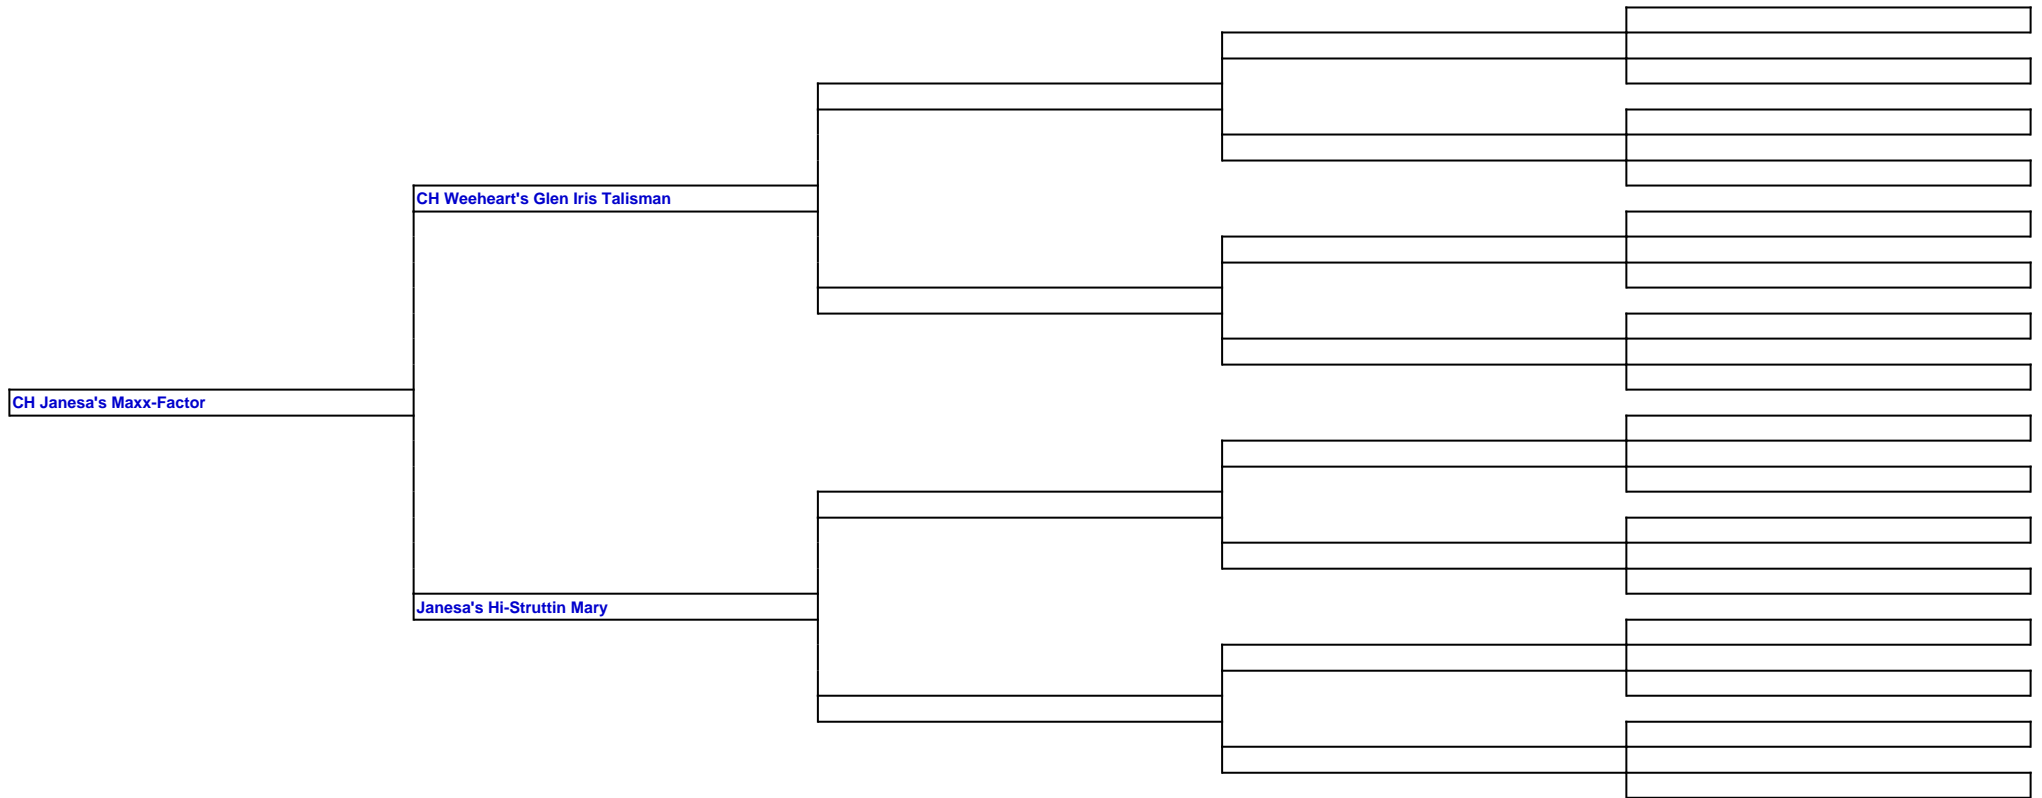 CH Weeheart's Glen Iris Talisman
CH Janesa's Maxx-Factor
Janesa's Hi-Struttin Mary